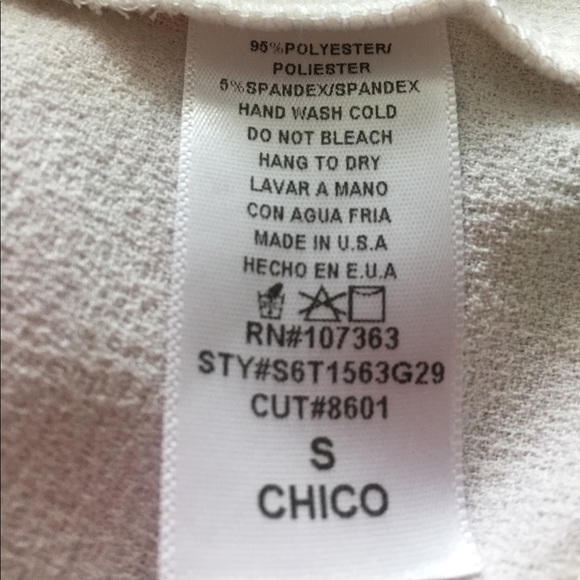 95%POLYESTER/
POLIESTER
5%SPANDEX/SPANDEX
HAND WASH COLD
DO NOT BLEACH
HANG TO DRY
LAVAR A MANO
CON AGUA FRIA
MADE IN U.S.A
HECHO EN E.U.A
RN#107363
STY#S6T1563G29
CUT#8601
S
CHICO